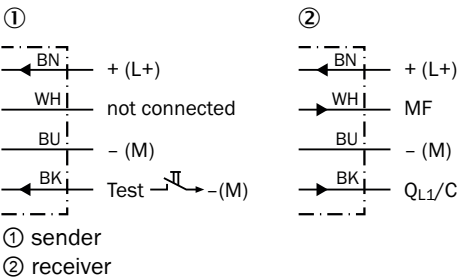 ① ②
BN + (L+) BN + (L+)
WH not connected WH MF
BU – (M) BU – (M)
BK Test –(M) BK QL1/C
① sender
② receiver